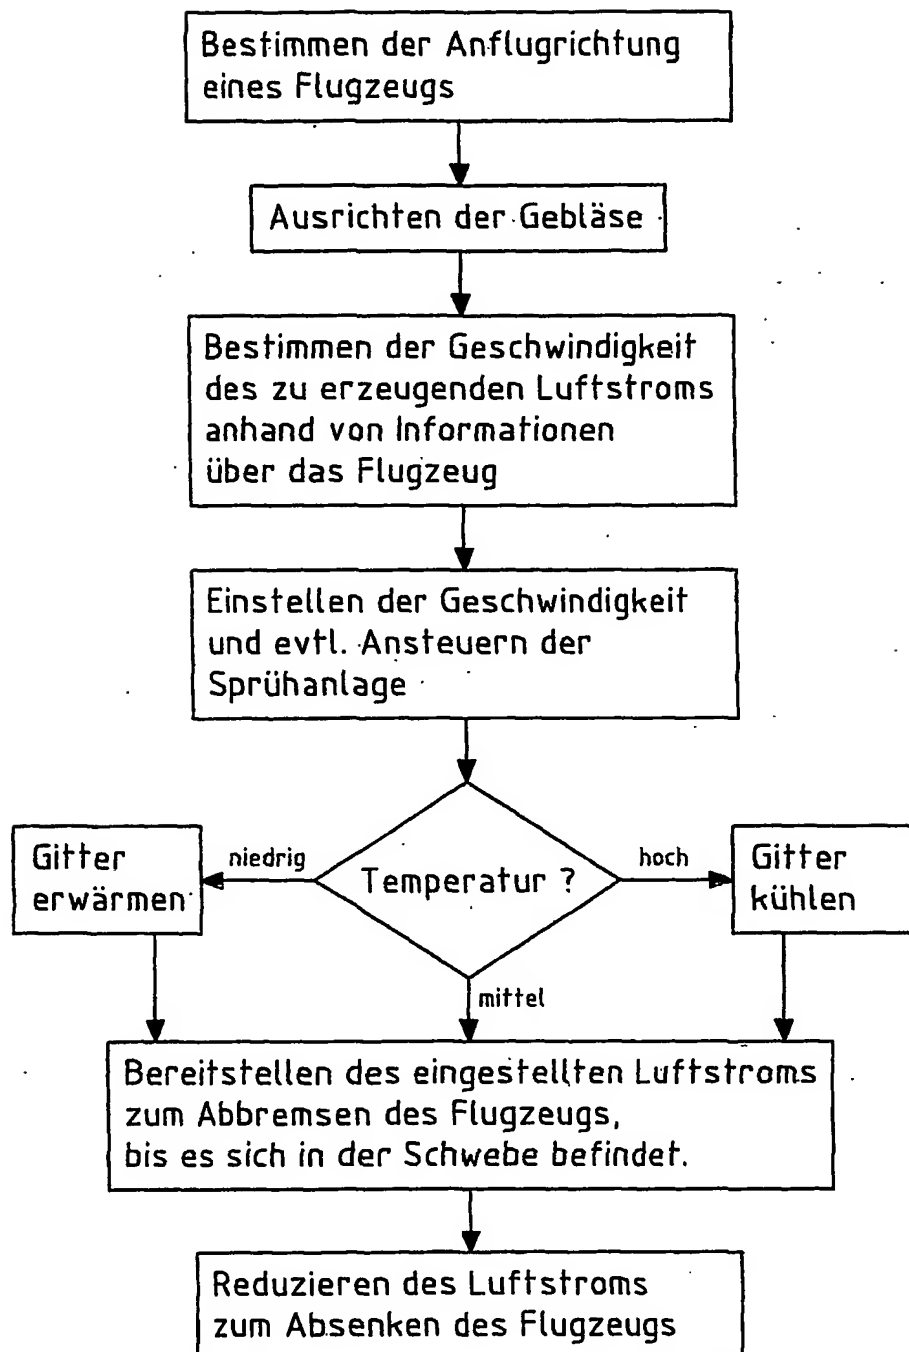 Bestimmen der Anflugrichtung
eines Flugzeugs
Ausrichten der Gebläse
Bestimmen der Geschwindigkeit
des zu erzeugenden Luftstroms
anhand von Informationen
über das Flugzeug
Einstellen der Geschwindigkeit
und evtl. Ansteuern der
Sprühanlage
Temperatur ?
niedrig
hoch
mittel
Gitter
erwärmen
Gitter
kühlen
Bereitstellen des eingestellten Luftstroms
zum Abbremsen des Flugzeugs,
bis es sich in der Schwebe befindet.
Reduzieren des Luftstroms
zum Absenken des Flugzeugs